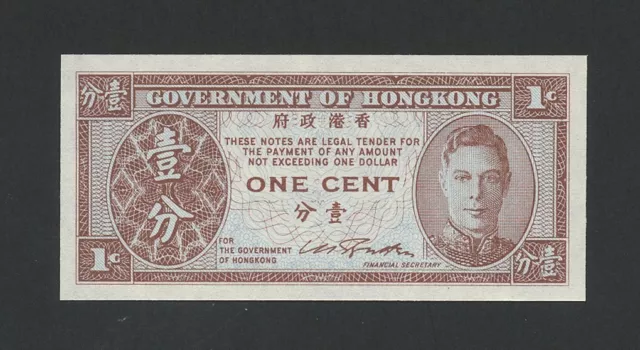 分壹 GOVERNMENT OF HONGKONG 1C
府政港香
THESE NOTES ARE LEGAL TENDER FOR
THE PAYMENT OF ANY AMOUNT
NOT EXCEEDING ONE DOLLAR
壹分
ONE CENT
分壹
FOR
THE GOVERNMENT
OF HONGKONG
FINANCIAL SECRETARY
1C
分壹